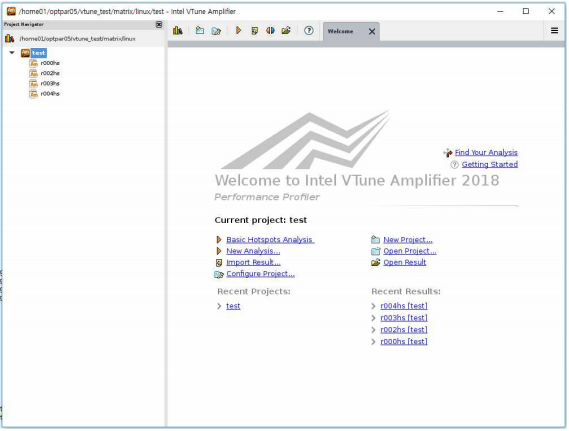 /home01/optpar05/vtune_test/matrix/linux/test - Intel VTune Amplifier
Project Navigator
/home01/optpar05/vtune_test/matrix/linux
test
r000hs
r002hs
r003hs
r004hs
Welcome
Find Your Analysis
Getting Started
Welcome to Intel VTune Amplifier 2018
Performance Profiler
Current project: test
Basic Hotspots Analysis
New Analysis...
Import Result...
Configure Project...
New Project...
Open Project...
Open Result
Recent Projects:
> test
Recent Results:
> r004hs [test]
> r003hs [test]
> r002hs [test]
> r000hs [test]